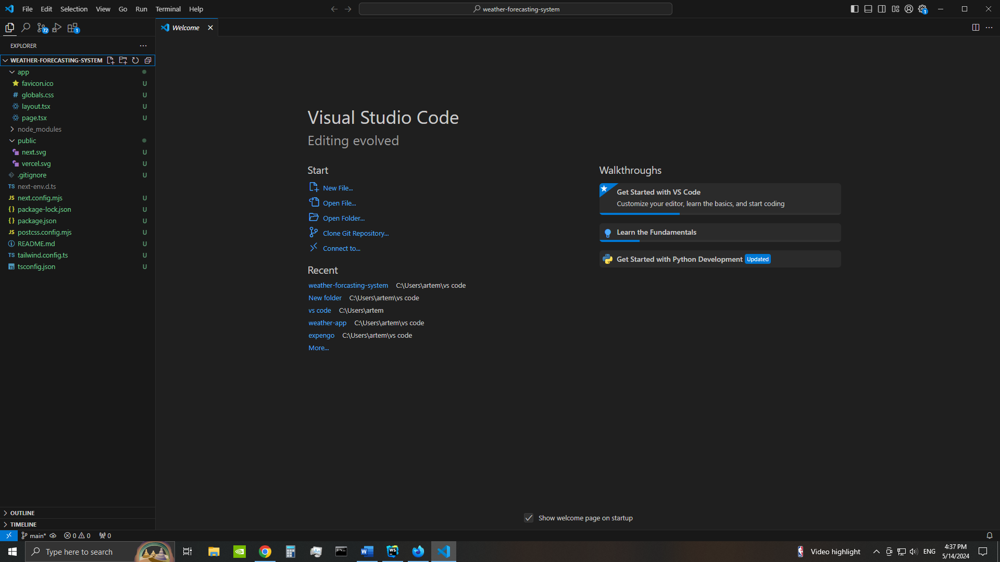 File Edit Selection View Go Run Terminal Help
weather-forecasting-system
1
72
1
Welcome
EXPLORER
WEATHER-FORECASTING-SYSTEM
app
favicon.ico U
# globals.css U
layout.tsx U
page.tsx U
node_modules
public
next.svg U
vercel.svg U
.gitignore U
TS next-env.d.ts
JS next.config.mjs U
{} package-lock.json U
{} package.json U
JS postcss.config.mjs U
README.md U
TS tailwind.config.ts U
TS tsconfig.json U
OUTLINE
TIMELINE
Visual Studio Code
Editing evolved
Start
New File...
Open File...
Open Folder...
Clone Git Repository...
Connect to...
Recent
weather-forcasting-system C:\Users\artem\vs code
New folder C:\Users\artem\vs code
vs code C:\Users\artem
weather-app C:\Users\artem\vs code
expengo C:\Users\artem\vs code
More...
Walkthroughs
Get Started with VS Code
Customize your editor, learn the basics, and start coding
Learn the Fundamentals
Get Started with Python Development Updated
Show welcome page on startup
main* 0 0 0
Type here to search
W
WS
Video highlight
ENG
4:37 PM
5/14/2024